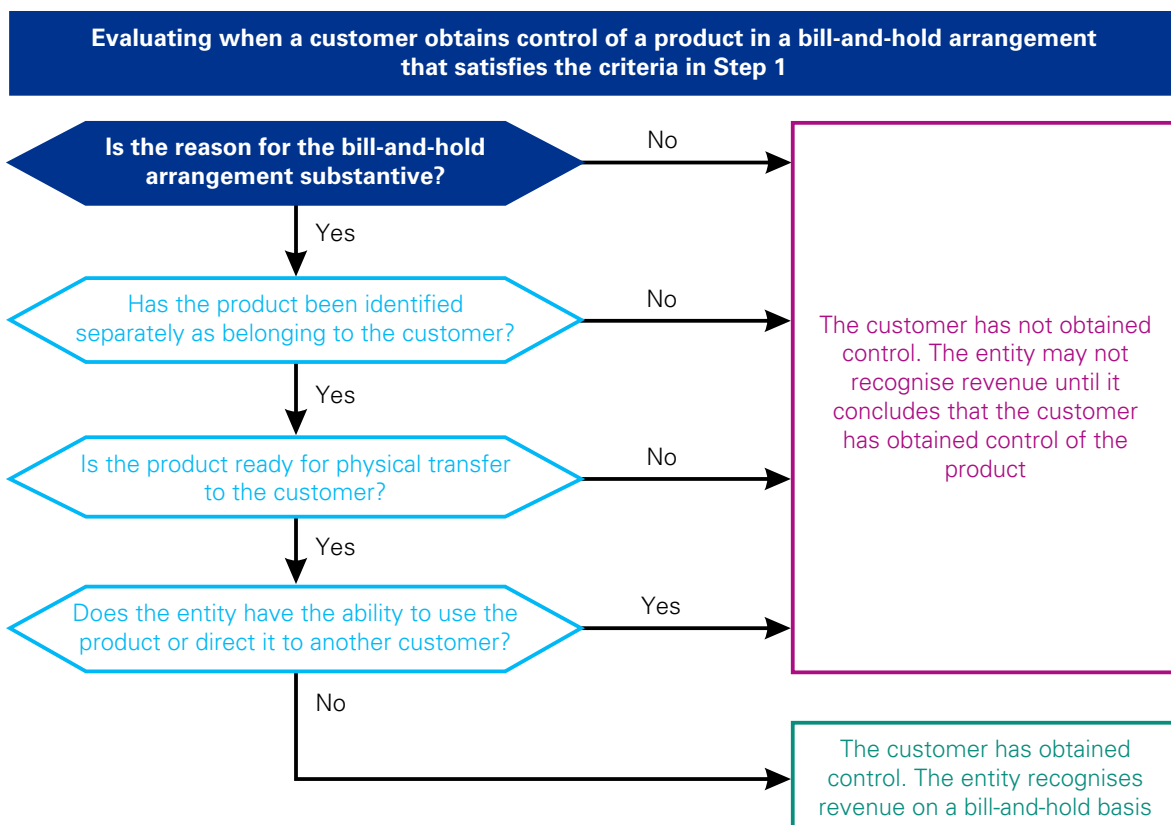 Evaluating when a customer obtains control of a product in a bill-and-hold arrangement
that satisfies the criteria in Step 1
Is the reason for the bill-and-hold
arrangement substantive?
No
Yes
Has the product been identified
separately as belonging to the customer?
No
Yes
Is the product ready for physical transfer
to the customer?
No
Yes
Does the entity have the ability to use the
product or direct it to another customer?
Yes
No
The customer has not obtained
control. The entity may not
recognise revenue until it
concludes that the customer
has obtained control of the
product
The customer has obtained
control. The entity recognises
revenue on a bill-and-hold basis